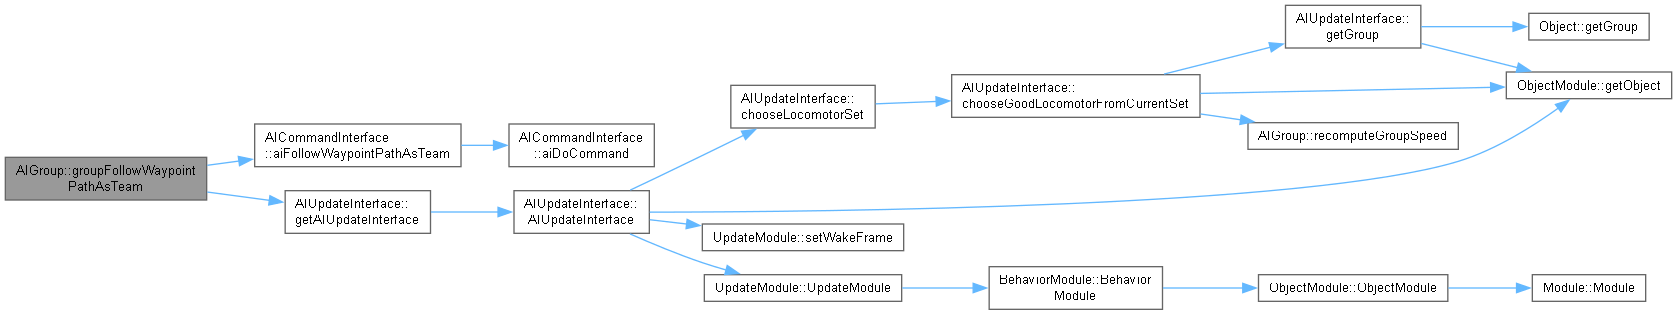 AIGroup::groupFollowWaypoint
PathAsTeam
AICommandInterface
::aiFollowWaypointPathAsTeam
AICommandInterface
::aiDoCommand
AIUpdateInterface::
getAIUpdateInterface
AIUpdateInterface::
AIUpdateInterface
AIUpdateInterface::
chooseLocomotorSet
AIUpdateInterface::
chooseGoodLocomotorFromCurrentSet
AIUpdateInterface::
getGroup
Object::getGroup
ObjectModule::getObject
AIGroup::recomputeGroupSpeed
UpdateModule::setWakeFrame
UpdateModule::UpdateModule
BehaviorModule::Behavior
Module
ObjectModule::ObjectModule
Module::Module